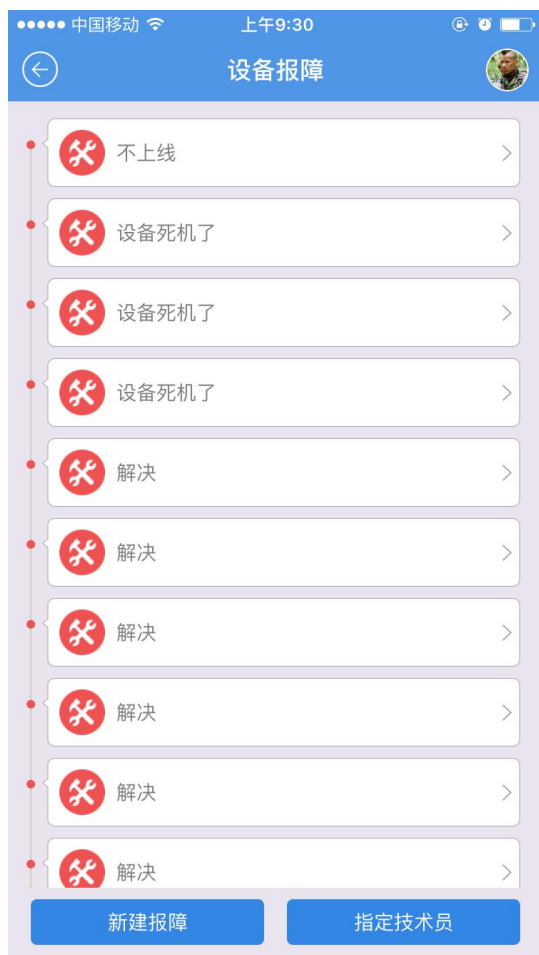 中国移动
上午9:30
设备报障
不上线
设备死机了
设备死机了
设备死机了
解决
解决
解决
解决
解决
解决
新建报障
指定技术员